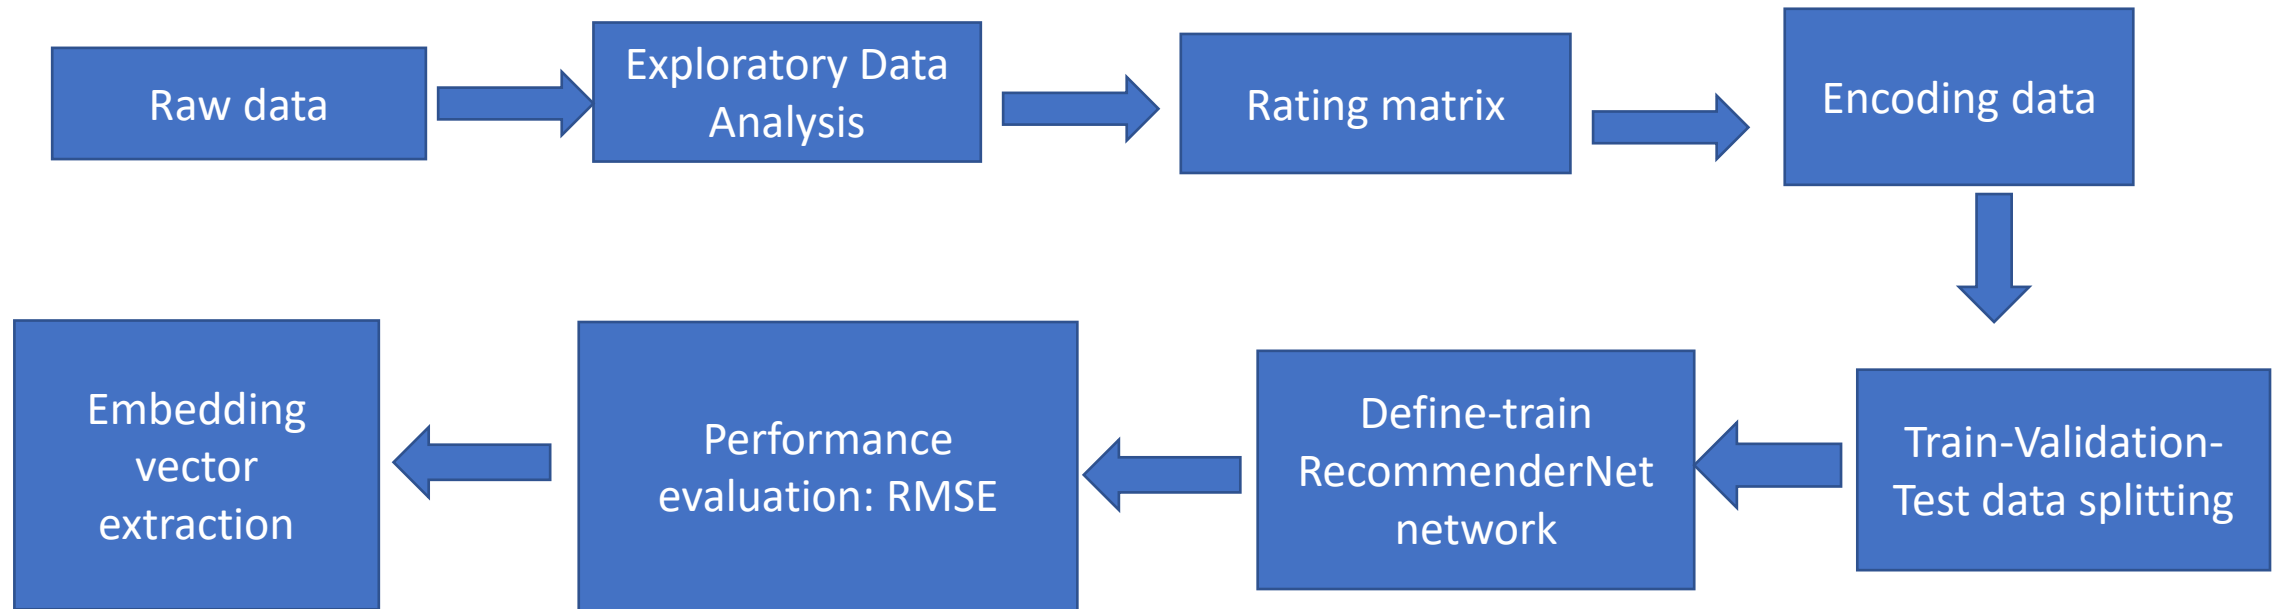 Raw data
Exploratory Data
Analysis
Rating matrix
Encoding data
Train-Validation-
Test data splitting
Define-train
RecommenderNet
network
Performance
evaluation: RMSE
Embedding
vector
extraction